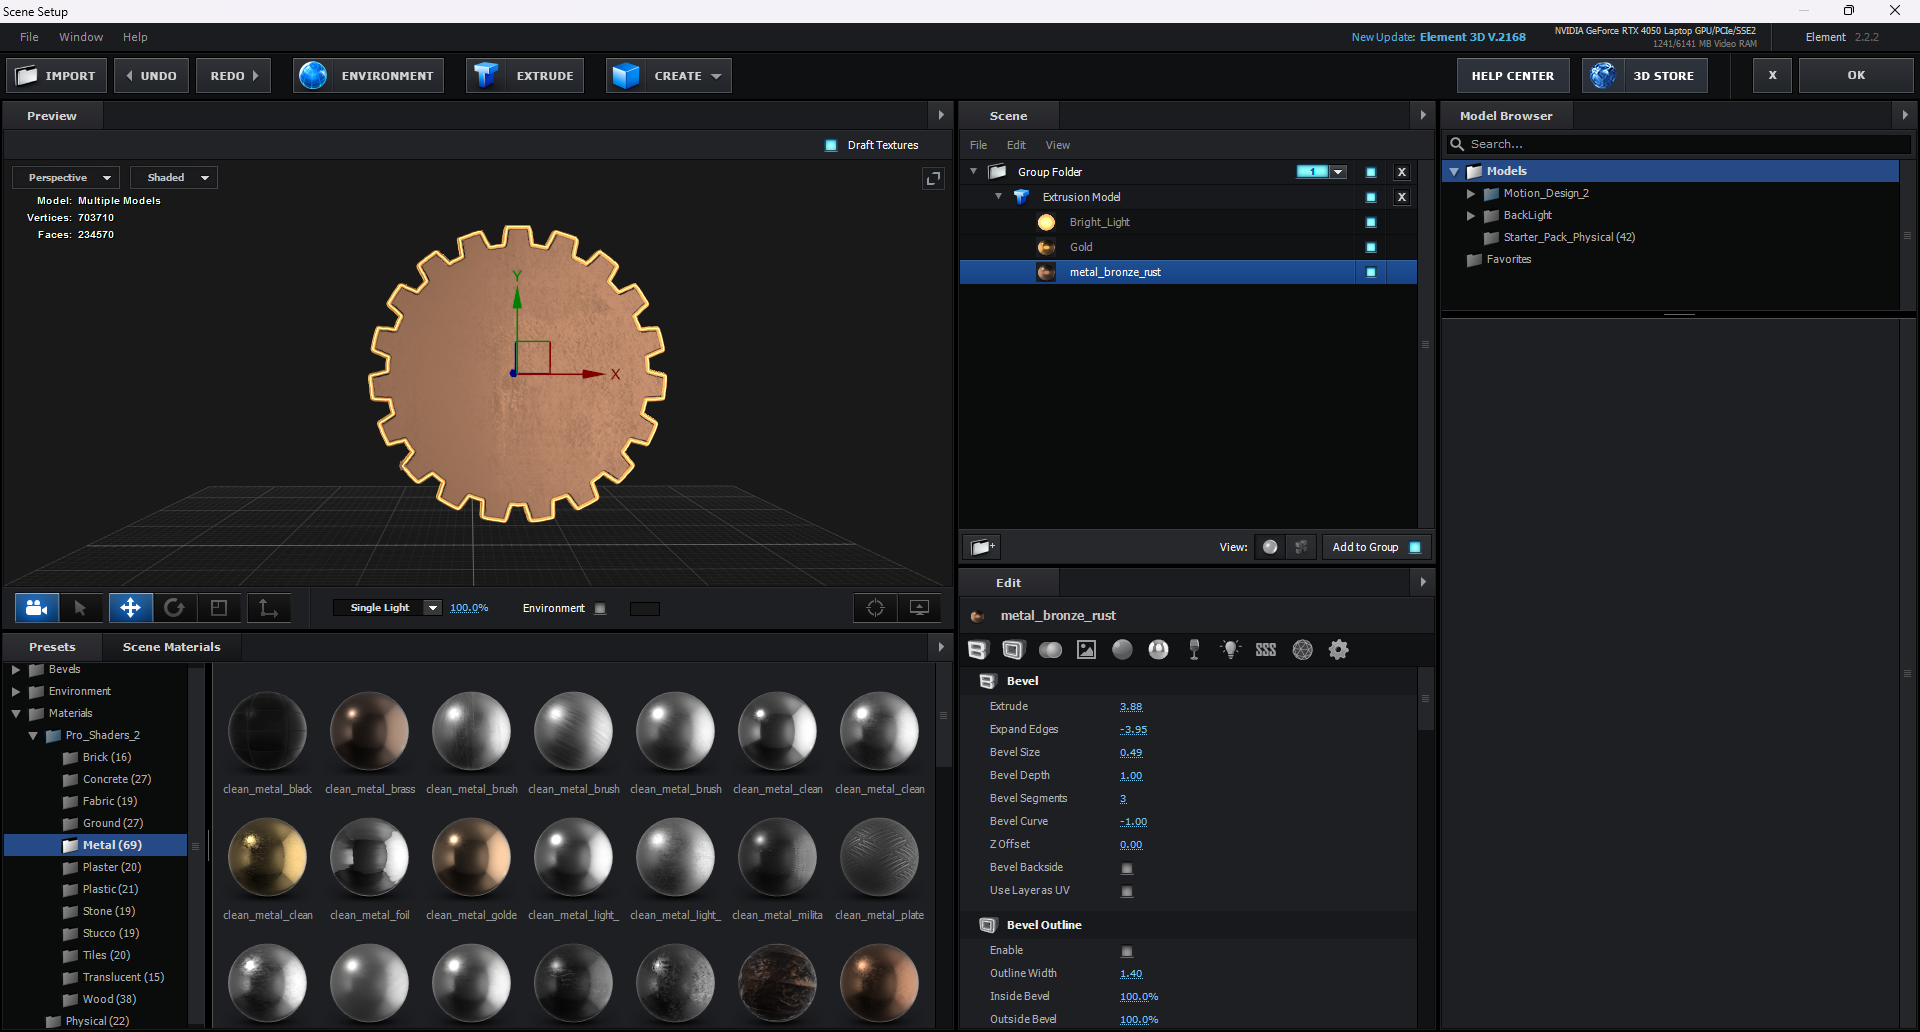 Scene Setup
File Window Help
New Update: Element 3D V.2168
NVIDIA GeForce RTX 4050 Laptop GPU/PCIe/SSE2
1241/6141 MB Video RAM
Element 2.2.2
IMPORT UNDO REDO ENVIRONMENT EXTRUDE CREATE HELP CENTER 3D STORE X OK
Preview
Draft Textures
Perspective Shaded
Model: Multiple Models
Vertices: 703710
Faces: 234570
Y
X
Single Light 100.0% Environment
Presets Scene Materials
Bevels
Environment
Materials
Pro_Shaders_2
Brick (16)
Concrete (27)
Fabric (19)
Ground (27)
Metal (69)
Plaster (20)
Plastic (21)
Stone (19)
Stucco (19)
Tiles (20)
Translucent (15)
Wood (38)
Physical (22)
clean_metal_black clean_metal_brass clean_metal_brush clean_metal_brush clean_metal_brush clean_metal_clean clean_metal_clean
clean_metal_clean clean_metal_foil clean_metal_golde clean_metal_light_ clean_metal_light_ clean_metal_milita clean_metal_plate
Scene
File Edit View
Group Folder 1 X
Extrusion Model X
Bright_Light
Gold
metal_bronze_rust
View: Add to Group
Edit
metal_bronze_rust
Bevel
Extrude 3.88
Expand Edges -3.95
Bevel Size 0.49
Bevel Depth 1.00
Bevel Segments 3
Bevel Curve -1.00
Z Offset 0.00
Bevel Backside
Use Layer as UV
Bevel Outline
Enable
Outline Width 1.40
Inside Bevel 100.0%
Outside Bevel 100.0%
Model Browser
Search...
Models
Motion_Design_2
BackLight
Starter_Pack_Physical (42)
Favorites